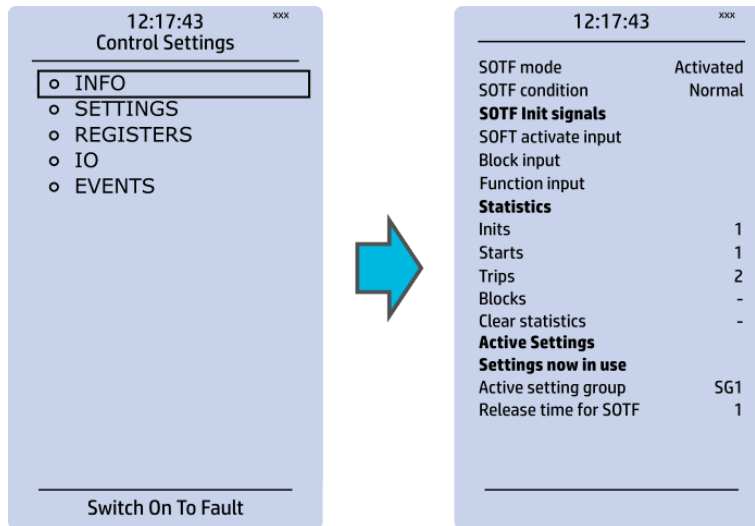 12:17:43
xxx
Control Settings
INFO
SETTINGS
REGISTERS
IO
EVENTS
Switch On To Fault
12:17:43
xxx
SOTF mode Activated
SOTF condition Normal
SOTF Init signals
SOFT activate input
Block input
Function input
Statistics
Inits 1
Starts 1
Trips 2
Blocks -
Clear statistics -
Active Settings
Settings now in use
Active setting group SG1
Release time for SOTF 1